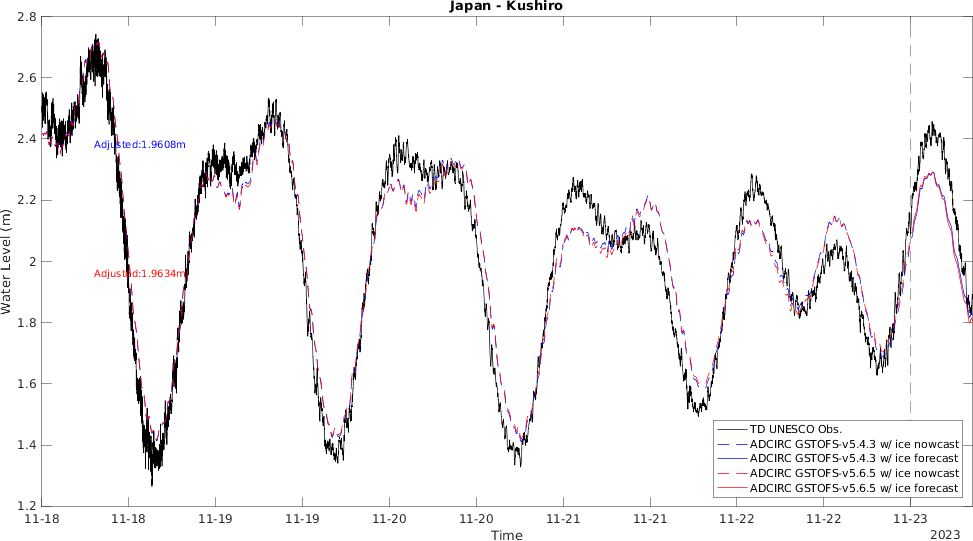 Japan - Kushiro
Water Level (m)
2.8
2.6
2.4
2.2
2
1.8
1.6
1.4
1.2
Adjusted:1.9608m
Adjusted:1.9634m
TD UNESCO Obs.
ADCIRC GSTOFS-v5.4.3 w/ ice nowcast
ADCIRC GSTOFS-v5.4.3 w/ ice forecast
ADCIRC GSTOFS-v5.6.5 w/ ice nowcast
ADCIRC GSTOFS-v5.6.5 w/ ice forecast
11-18 11-18 11-19 11-19 11-20 11-20 11-21 11-21 11-22 11-22 11-23
Time
2023